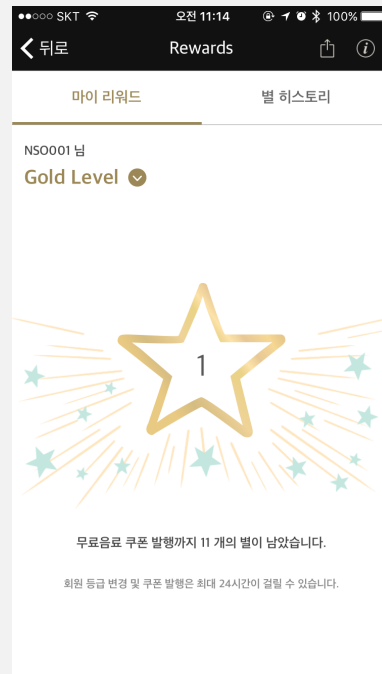 SKT 오전 11:14 100%
뒤로 Rewards
마이 리워드 별 히스토리
NSO001 님
Gold Level
1
무료음료 쿠폰 발행까지 11 개의 별이 남았습니다.
회원 등급 변경 및 쿠폰 발행은 최대 24시간이 걸릴 수 있습니다.